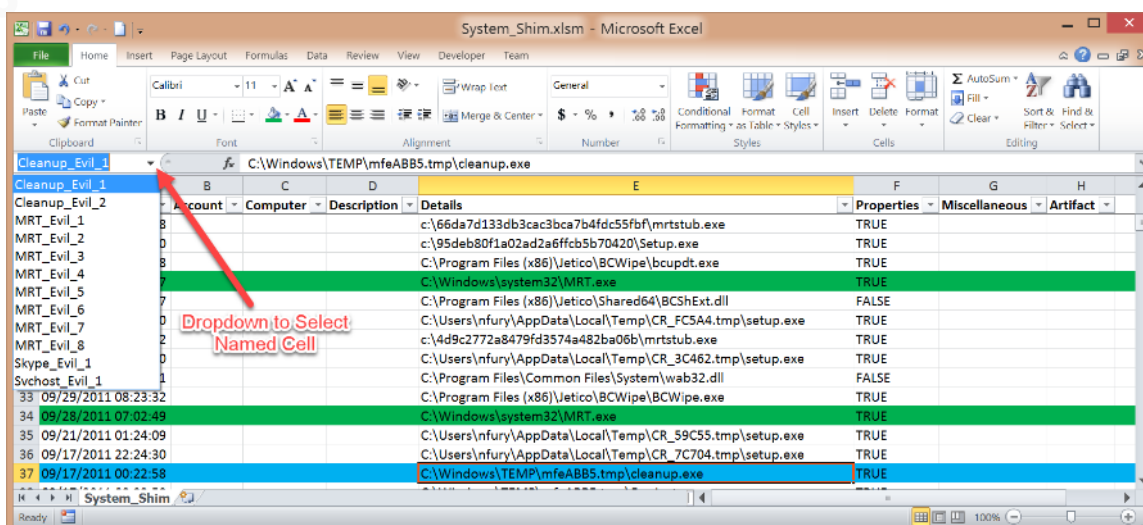 System_Shim.xlsm - Microsoft Excel
File Home Insert Page Layout Formulas Data Review View Developer Team
Cut
Copy
Format Painter
Paste
Calibri 11 A A
B I U A
Wrap Text
Merge & Center
General
$ % ,
Conditional Formatting
Format as Table
Cell Styles
Insert Delete Format
Σ AutoSum
Fill
Clear
Sort & Filter
Find & Select
Clipboard Font Alignment Number Styles Cells Editing
Cleanup_Evil_1 fx C:\Windows\TEMP\mfeABB5.tmp\cleanup.exe
Cleanup_Evil_1
Cleanup_Evil_2
MRT_Evil_1
MRT_Evil_2
MRT_Evil_3
MRT_Evil_4
MRT_Evil_5
MRT_Evil_6
MRT_Evil_7
MRT_Evil_8
Skype_Evil_1
Svchost_Evil_1
Dropdown to Select
Named Cell
B C D E F G H
Account Computer Description Details Properties Miscellaneous Artifact
8 c:\66da7d133db3cac3bca7b4fdc55fbf\mrtstub.exe TRUE
0 c:\95deb80f1a02ad2a6ffcb5b70420\Setup.exe TRUE
8 C:\Program Files (x86)\Jetico\BCWipe\bcupdt.exe TRUE
7 C:\Windows\system32\MRT.exe TRUE
7 C:\Program Files (x86)\Jetico\Shared64\BCShExt.dll FALSE
0 C:\Users\nfury\AppData\Local\Temp\CR_FC5A4.tmp\setup.exe TRUE
2 c:\4d9c2772a8479fd3574a482ba06b\mrtstub.exe TRUE
0 C:\Users\nfury\AppData\Local\Temp\CR_3C462.tmp\setup.exe TRUE
1 C:\Program Files\Common Files\System\wab32.dll FALSE
33 09/29/2011 08:23:32 C:\Program Files (x86)\Jetico\BCWipe\BCWipe.exe TRUE
34 09/28/2011 07:02:49 C:\Windows\system32\MRT.exe TRUE
35 09/21/2011 01:24:09 C:\Users\nfury\AppData\Local\Temp\CR_59C55.tmp\setup.exe TRUE
36 09/17/2011 22:24:30 C:\Users\nfury\AppData\Local\Temp\CR_7C704.tmp\setup.exe TRUE
37 09/17/2011 00:22:58 C:\Windows\TEMP\mfeABB5.tmp\cleanup.exe TRUE
System_Shim
Ready 100%